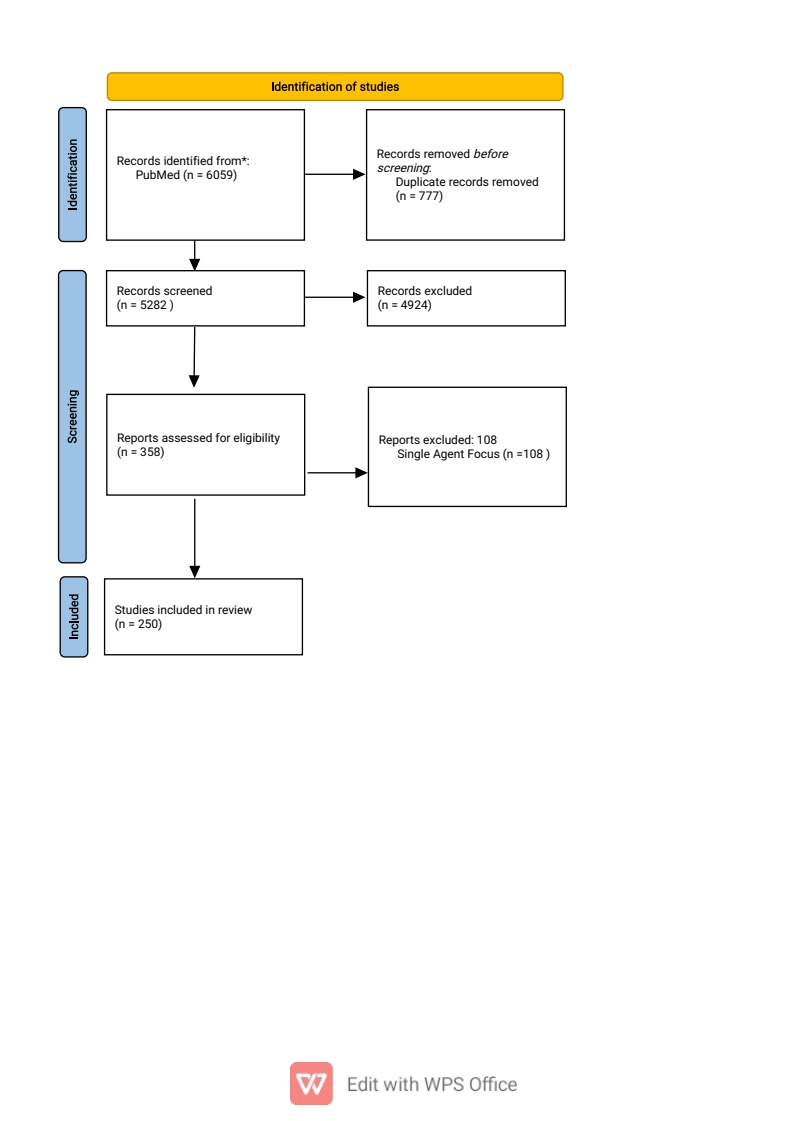 Identification of studies
Identification
Records identified from*:
PubMed (n = 6059)
Records removed before
screening:
Duplicate records removed
(n = 777)
Screening
Records screened
(n = 5282 )
Records excluded
(n = 4924)
Reports assessed for eligibility
(n = 358)
Reports excluded: 108
Single Agent Focus (n =108 )
Included
Studies included in review
(n = 250)
Edit with WPS Office